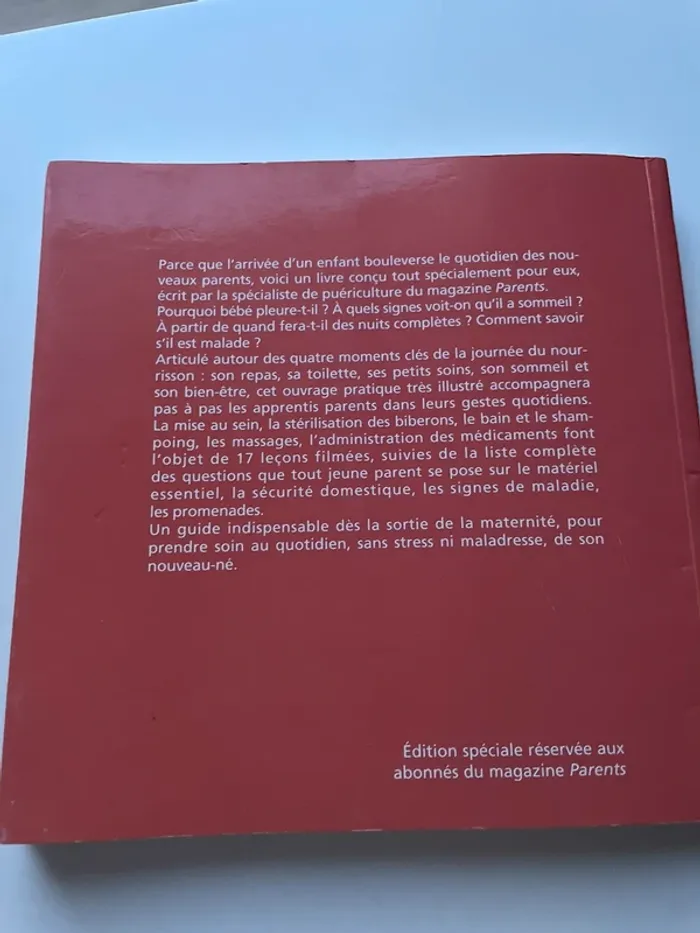 Parce que l'arrivée d'un enfant bouleverse le quotidien des nou-
veaux parents, voici un livre conçu tout spécialement pour eux,
écrit par la spécialiste de puériculture du magazine Parents.
Pourquoi bébé pleure-t-il ? À quels signes voit-on qu'il a sommeil ?
À partir de quand fera-t-il des nuits complètes ? Comment savoir
s'il est malade ?
Articulé autour des quatre moments clés de la journée du nour-
risson : son repas, sa toilette, ses petits soins, son sommeil et
son bien-être, cet ouvrage pratique très illustré accompagnera
pas à pas les apprentis parents dans leurs gestes quotidiens.
La mise au sein, la stérilisation des biberons, le bain et le sham-
poing, les massages, l'administration des médicaments font
l'objet de 17 leçons filmées, suivies de la liste complète
des questions que tout jeune parent se pose sur le matériel
essentiel, la sécurité domestique, les signes de maladie,
les promenades.
Un guide indispensable dès la sortie de la maternité, pour
prendre soin au quotidien, sans stress ni maladresse, de son
nouveau-né.
Édition spéciale réservée aux
abonnés du magazine Parents